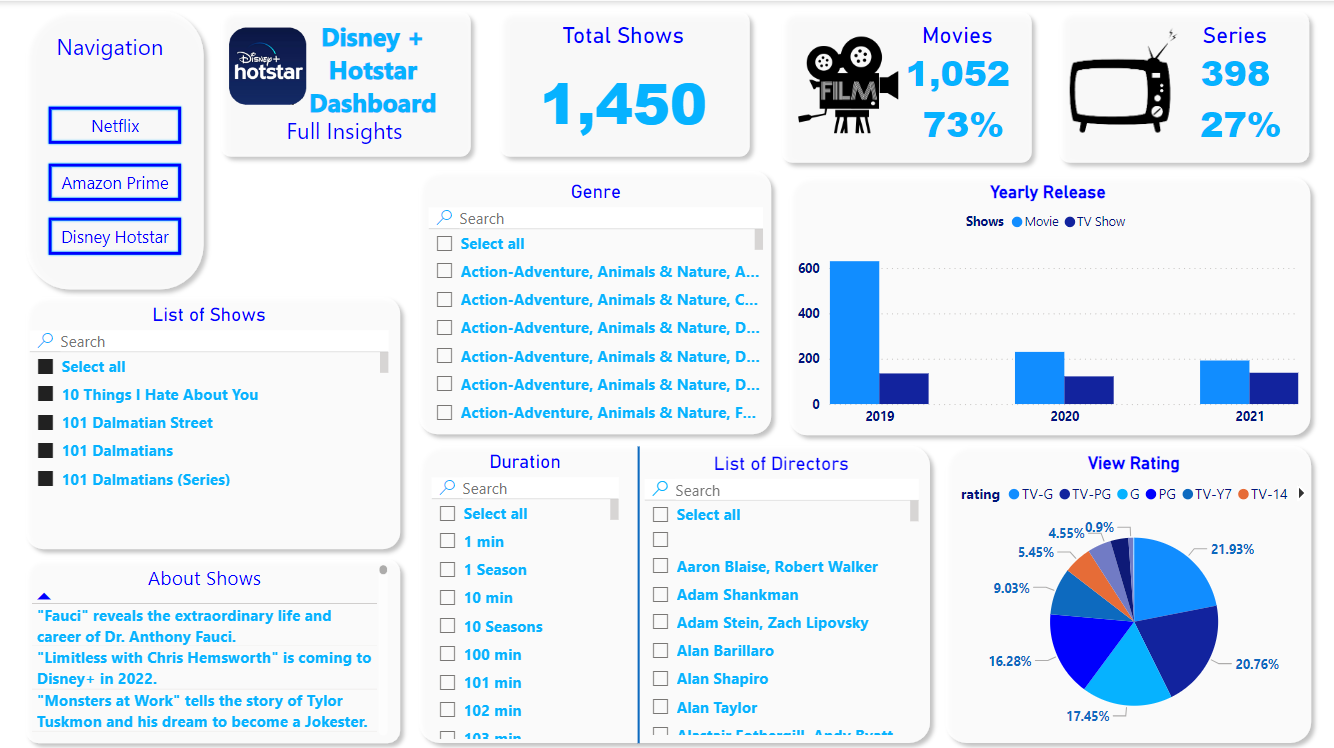 Navigation
Netflix
Amazon Prime
Disney Hotstar
Disney+
hotstar
Disney +
Hotstar
Dashboard
Full Insights
Total Shows
1,450
FILM
Movies
1,052
73%
Series
398
27%
List of Shows
Search
Select all
10 Things I Hate About You
101 Dalmatian Street
101 Dalmatians
101 Dalmatians (Series)
About Shows
"Fauci" reveals the extraordinary life and
career of Dr. Anthony Fauci.
"Limitless with Chris Hemsworth" is coming to
Disney+ in 2022.
"Monsters at Work" tells the story of Tylor
Tuskmon and his dream to become a Jokester.
Genre
Search
Select all
Action-Adventure, Animals & Nature, A...
Action-Adventure, Animals & Nature, C...
Action-Adventure, Animals & Nature, D...
Action-Adventure, Animals & Nature, D...
Action-Adventure, Animals & Nature, D...
Action-Adventure, Animals & Nature, F...
Yearly Release
Shows Movie TV Show
600
400
200
0
2019 2020 2021
Duration
Search
Select all
1 min
1 Season
10 min
10 Seasons
100 min
101 min
102 min
103 min
List of Directors
Search
Select all
Aaron Blaise, Robert Walker
Adam Shankman
Adam Stein, Zach Lipovsky
Alan Barillaro
Alan Shapiro
Alan Taylor
Alastair Fothergill, Andy Byatt
View Rating
rating TV-G TV-PG G PG TV-Y7 TV-14
21.93%
20.76%
17.45%
16.28%
9.03%
5.45%
4.55%
0.9%